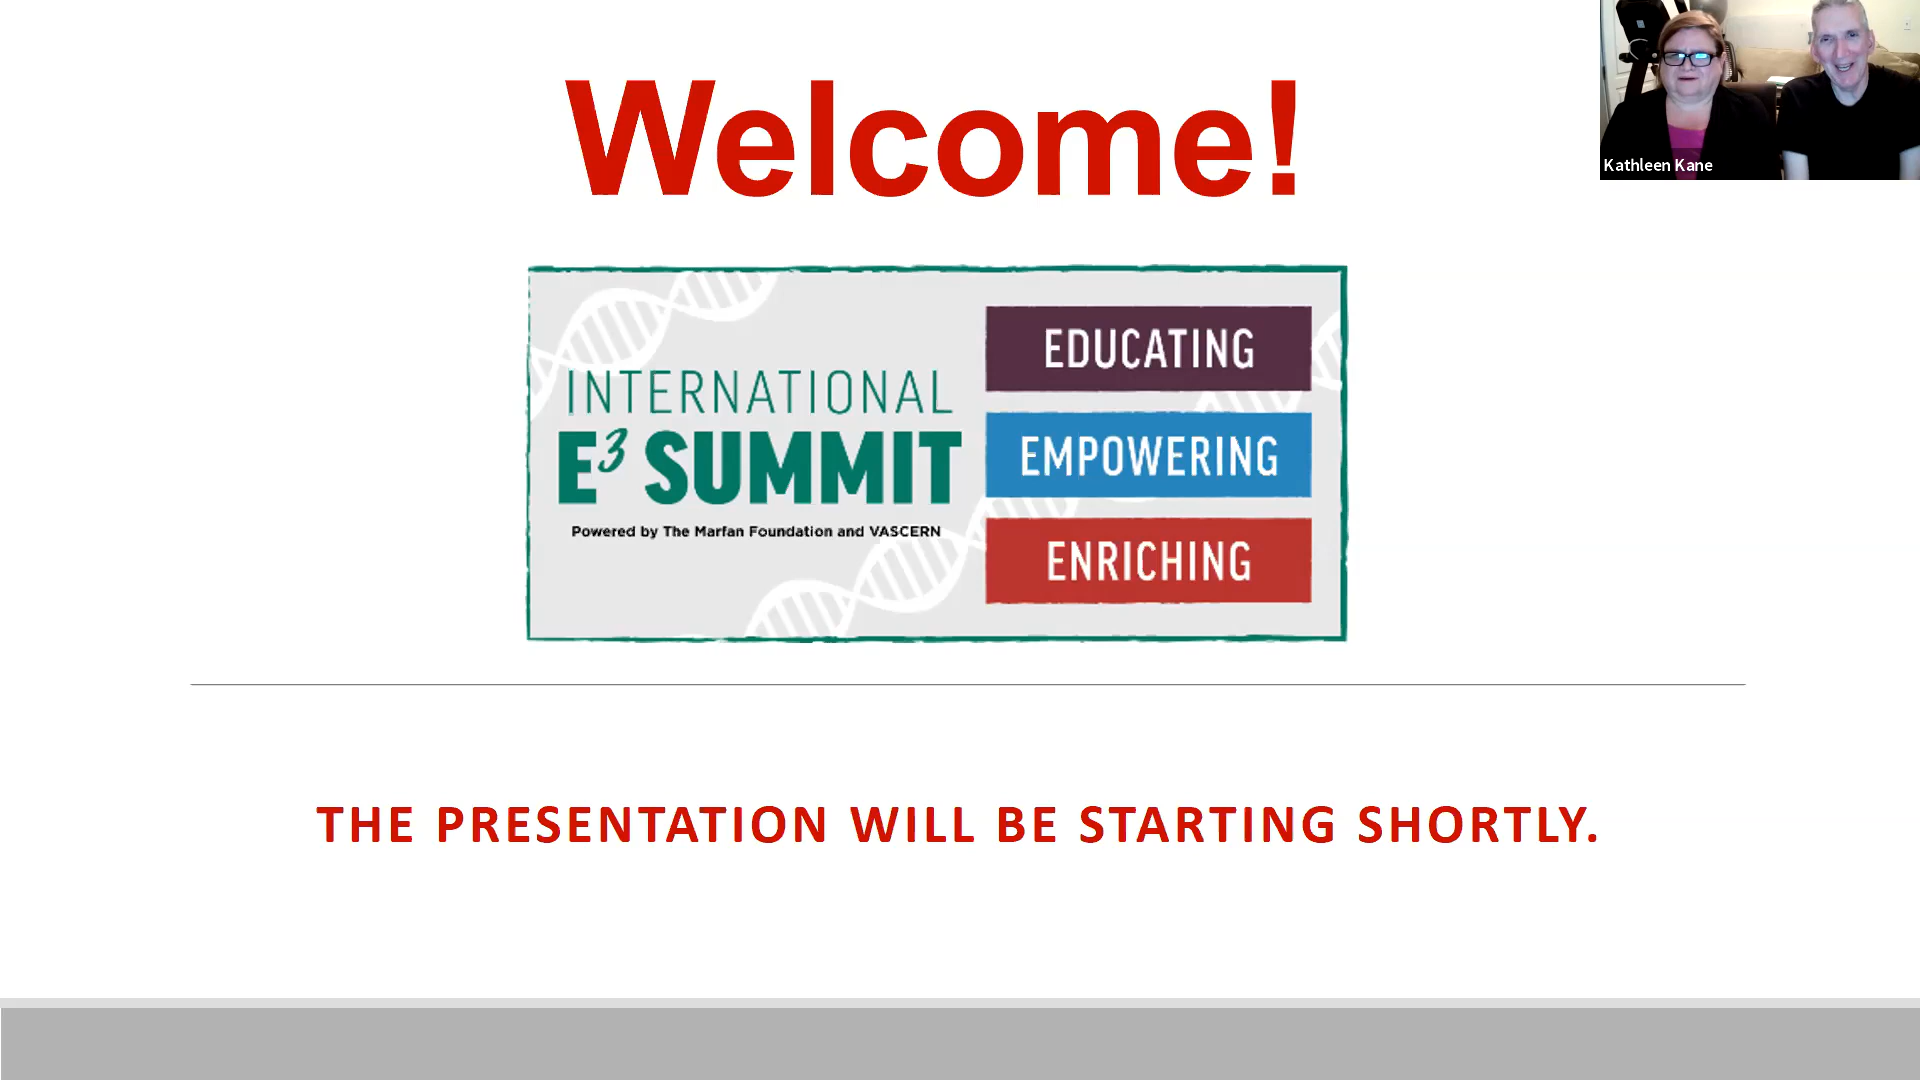 Welcome!
Kathleen Kane
INTERNATIONAL
E³ SUMMIT
Powered by The Marfan Foundation and VASCERN
EDUCATING
EMPOWERING
ENRICHING
THE PRESENTATION WILL BE STARTING SHORTLY.